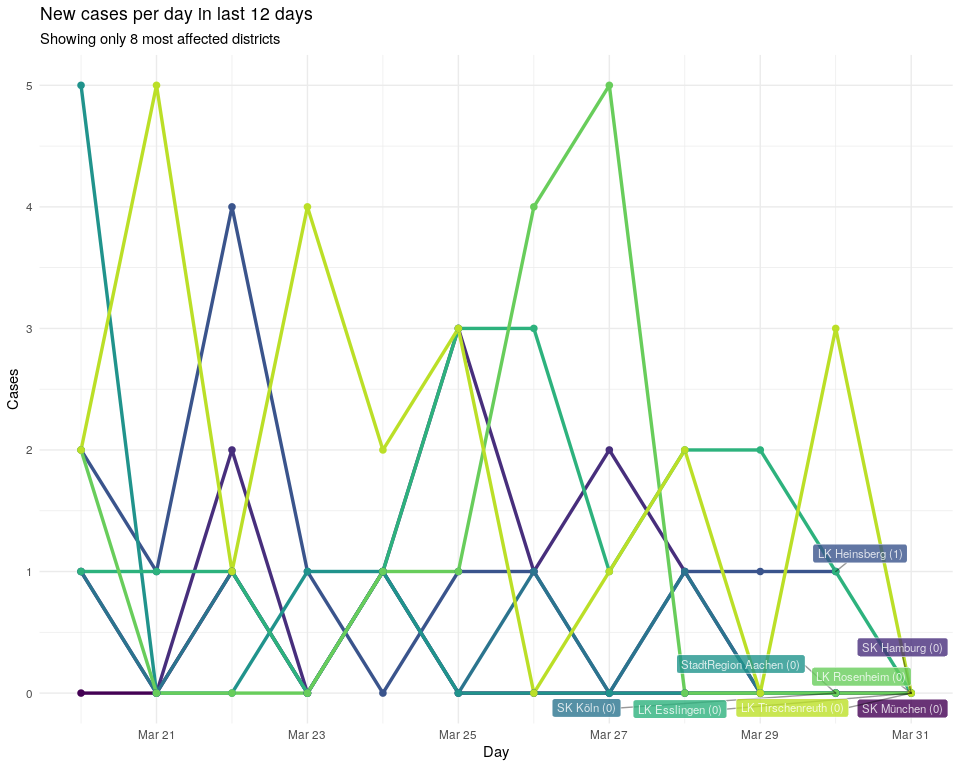 New cases per day in last 12 days
Showing only 8 most affected districts
5
4
3
2
1
0
Cases
LK Heinsberg (1)
SK Hamburg (0)
StadtRegion Aachen (0)
LK Rosenheim (0)
SK Köln (0)
LK Esslingen (0)
LK Tirschenreuth (0)
SK München (0)
Mar 21
Mar 23
Mar 25
Mar 27
Mar 29
Mar 31
Day